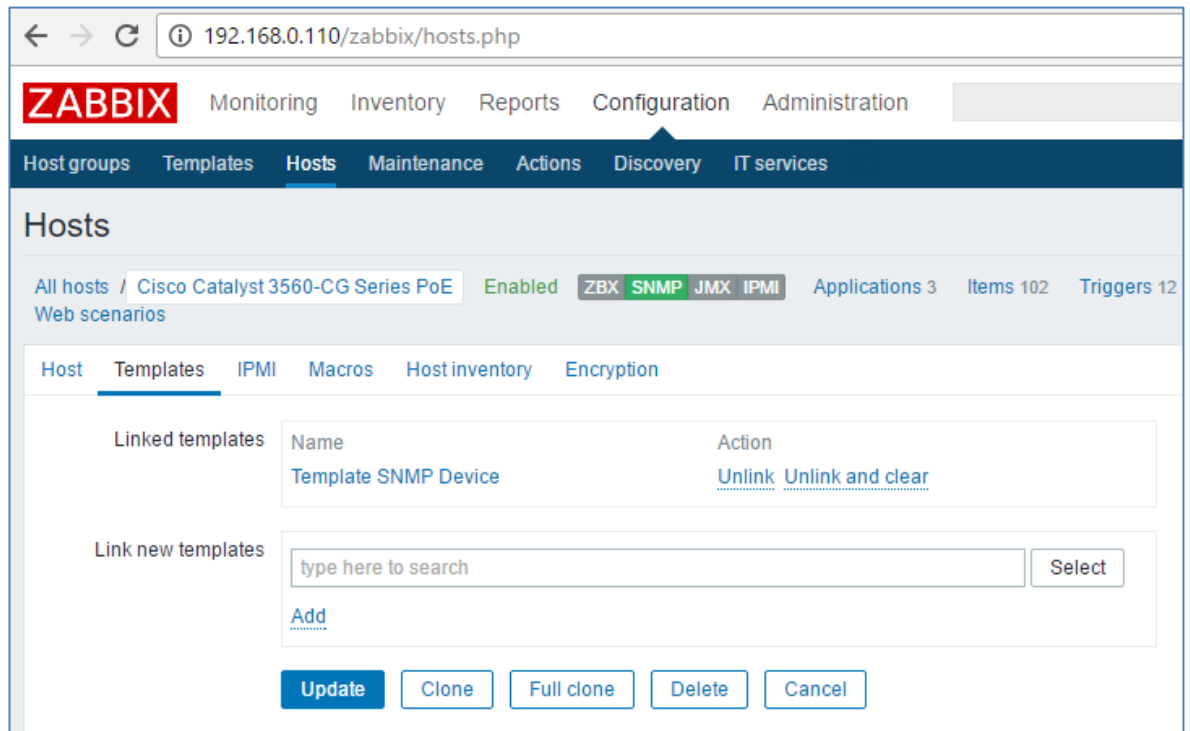 192.168.0.110/zabbix/hosts.php
ZABBIX Monitoring Inventory Reports Configuration Administration
Host groups Templates Hosts Maintenance Actions Discovery IT services
Hosts
All hosts / Cisco Catalyst 3560-CG Series PoE Enabled ZBX SNMP JMX IPMI Applications 3 Items 102 Triggers 12
Web scenarios
Host Templates IPMI Macros Host inventory Encryption
Linked templates Name Action
Template SNMP Device Unlink Unlink and clear
Link new templates
type here to search Select
Add
Update Clone Full clone Delete Cancel